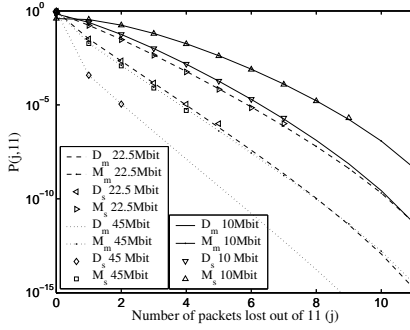 10^0
10^-5
10^-10
10^-15
P(j,11)
D_m 22.5Mbit
M_m 22.5Mbit
D_s 22.5 Mbit
M_s 22.5Mbit
D_m 45Mbit
M_m 45Mbit
D_s 45 Mbit
M_s 45Mbit
D_m 10Mbit
M_m 10Mbit
D_s 10 Mbit
M_s 10Mbit
0 2 4 6 8 10
Number of packets lost out of 11 (j)